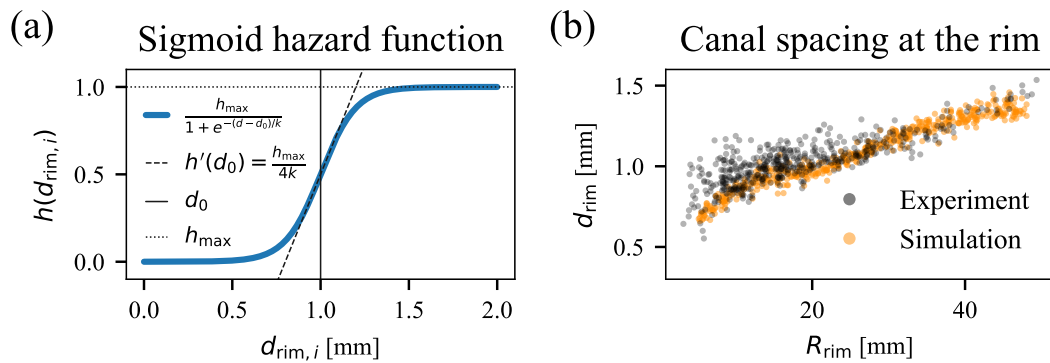 (a)
Sigmoid hazard function
h(d_rim, i)
1.0
0.5
0.0
h_max / 1 + e^−(d−d_0)/k
h′(d_0) = h_max / 4k
d_0
h_max
0.0 0.5 1.0 1.5 2.0
d_rim, i [mm]
(b)
Canal spacing at the rim
d_rim [mm]
1.5
1.0
0.5
Experiment
Simulation
20 40
R_rim [mm]